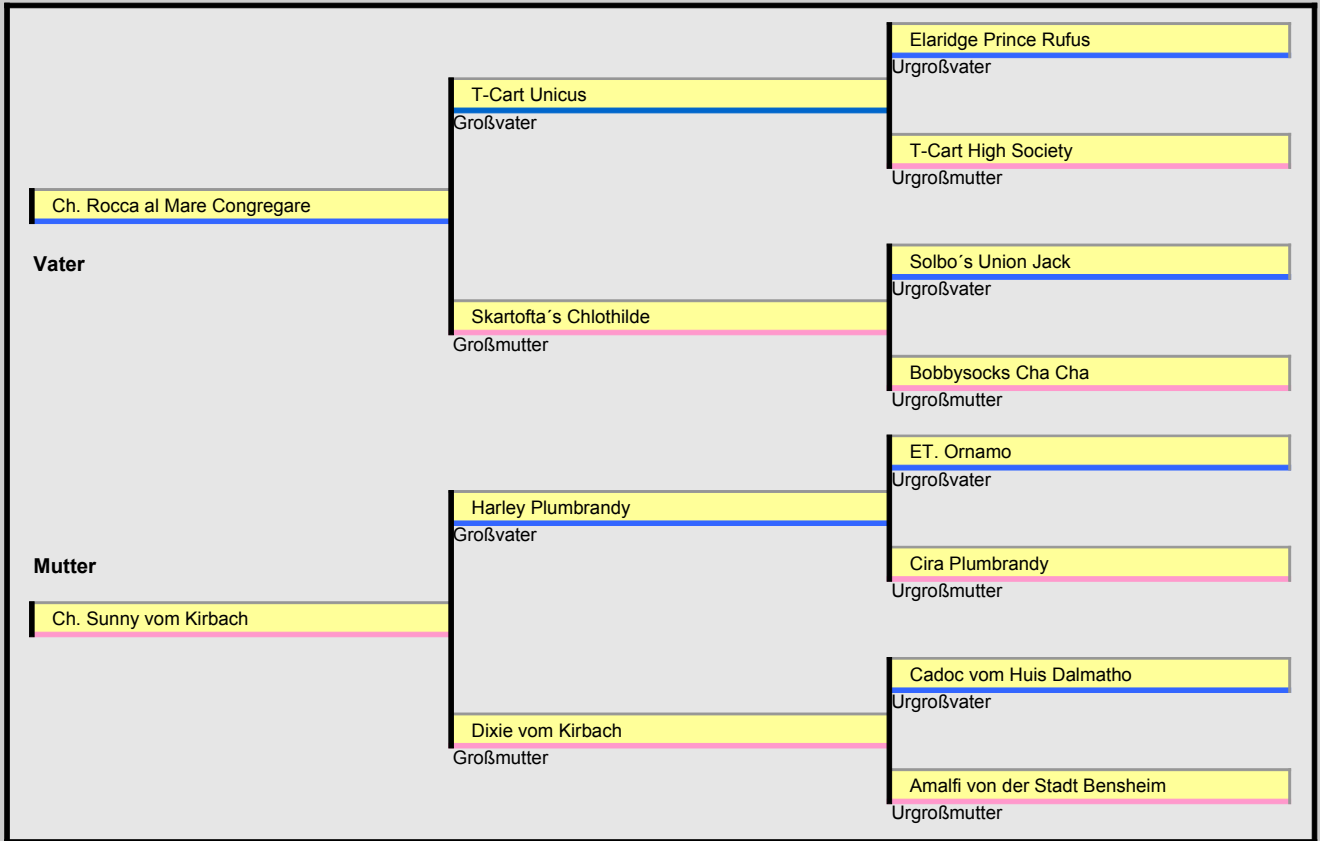 Elaridge Prince Rufus
Urgroßvater
T-Cart Unicus
Großvater
T-Cart High Society
Urgroßmutter
Ch. Rocca al Mare Congregare
Vater
Solbo´s Union Jack
Urgroßvater
Skartofta´s Chlothilde
Großmutter
Bobbysocks Cha Cha
Urgroßmutter
ET. Ornamo
Urgroßvater
Harley Plumbrandy
Großvater
Cira Plumbrandy
Urgroßmutter
Mutter
Ch. Sunny vom Kirbach
Cadoc vom Huis Dalmatho
Urgroßvater
Dixie vom Kirbach
Großmutter
Amalfi von der Stadt Bensheim
Urgroßmutter